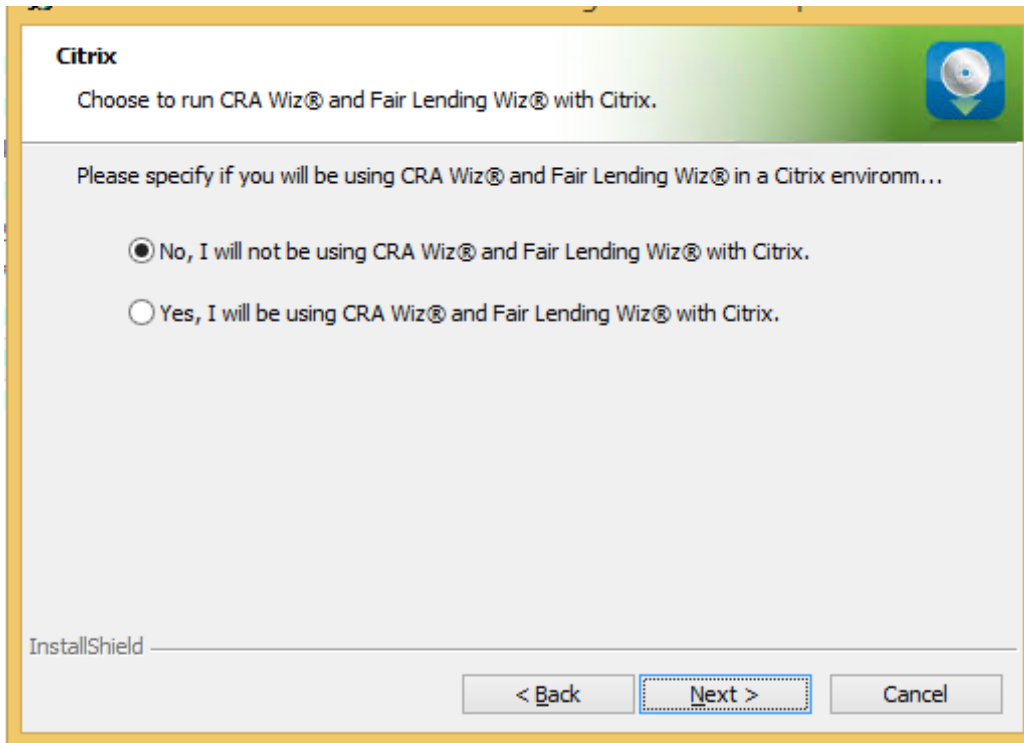 Citrix
Choose to run CRA Wiz® and Fair Lending Wiz® with Citrix.
Please specify if you will be using CRA Wiz® and Fair Lending Wiz® in a Citrix environm...
No, I will not be using CRA Wiz® and Fair Lending Wiz® with Citrix.
Yes, I will be using CRA Wiz® and Fair Lending Wiz® with Citrix.
InstallShield
< Back
Next >
Cancel